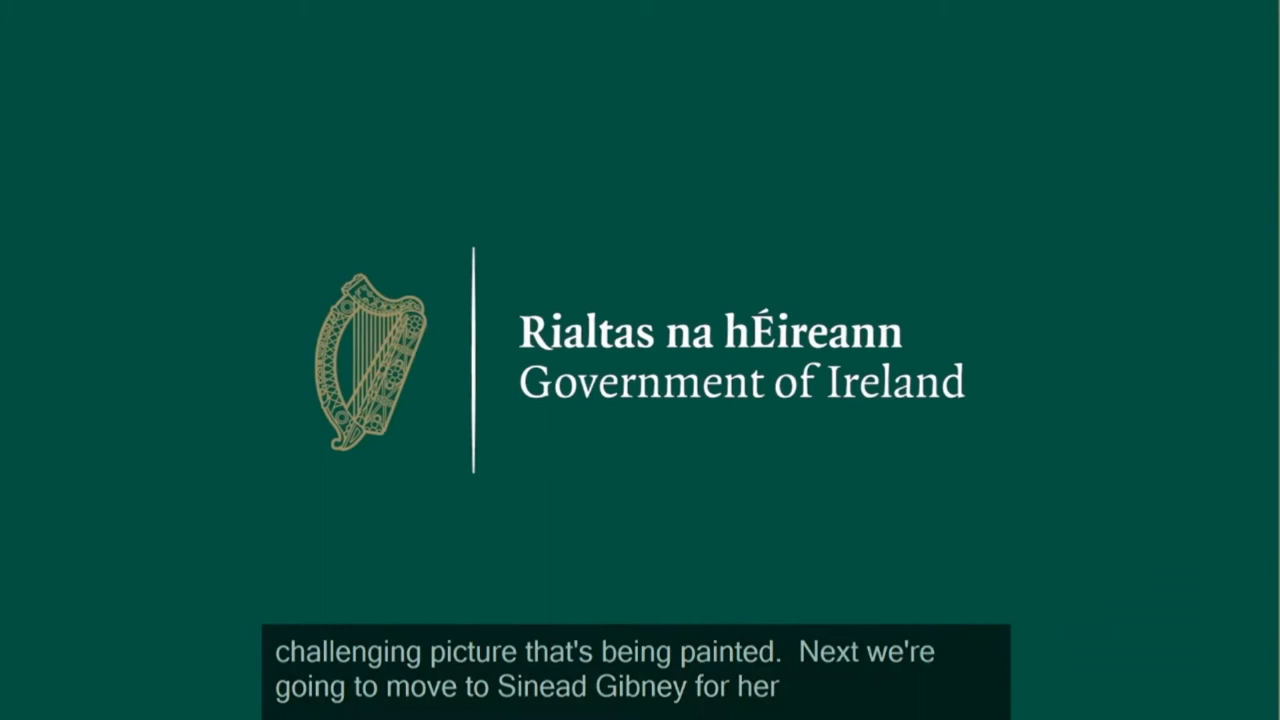 Rialtas na hÉireann
Government of Ireland
challenging picture that's being painted.  Next we're
going to move to Sinead Gibney for her